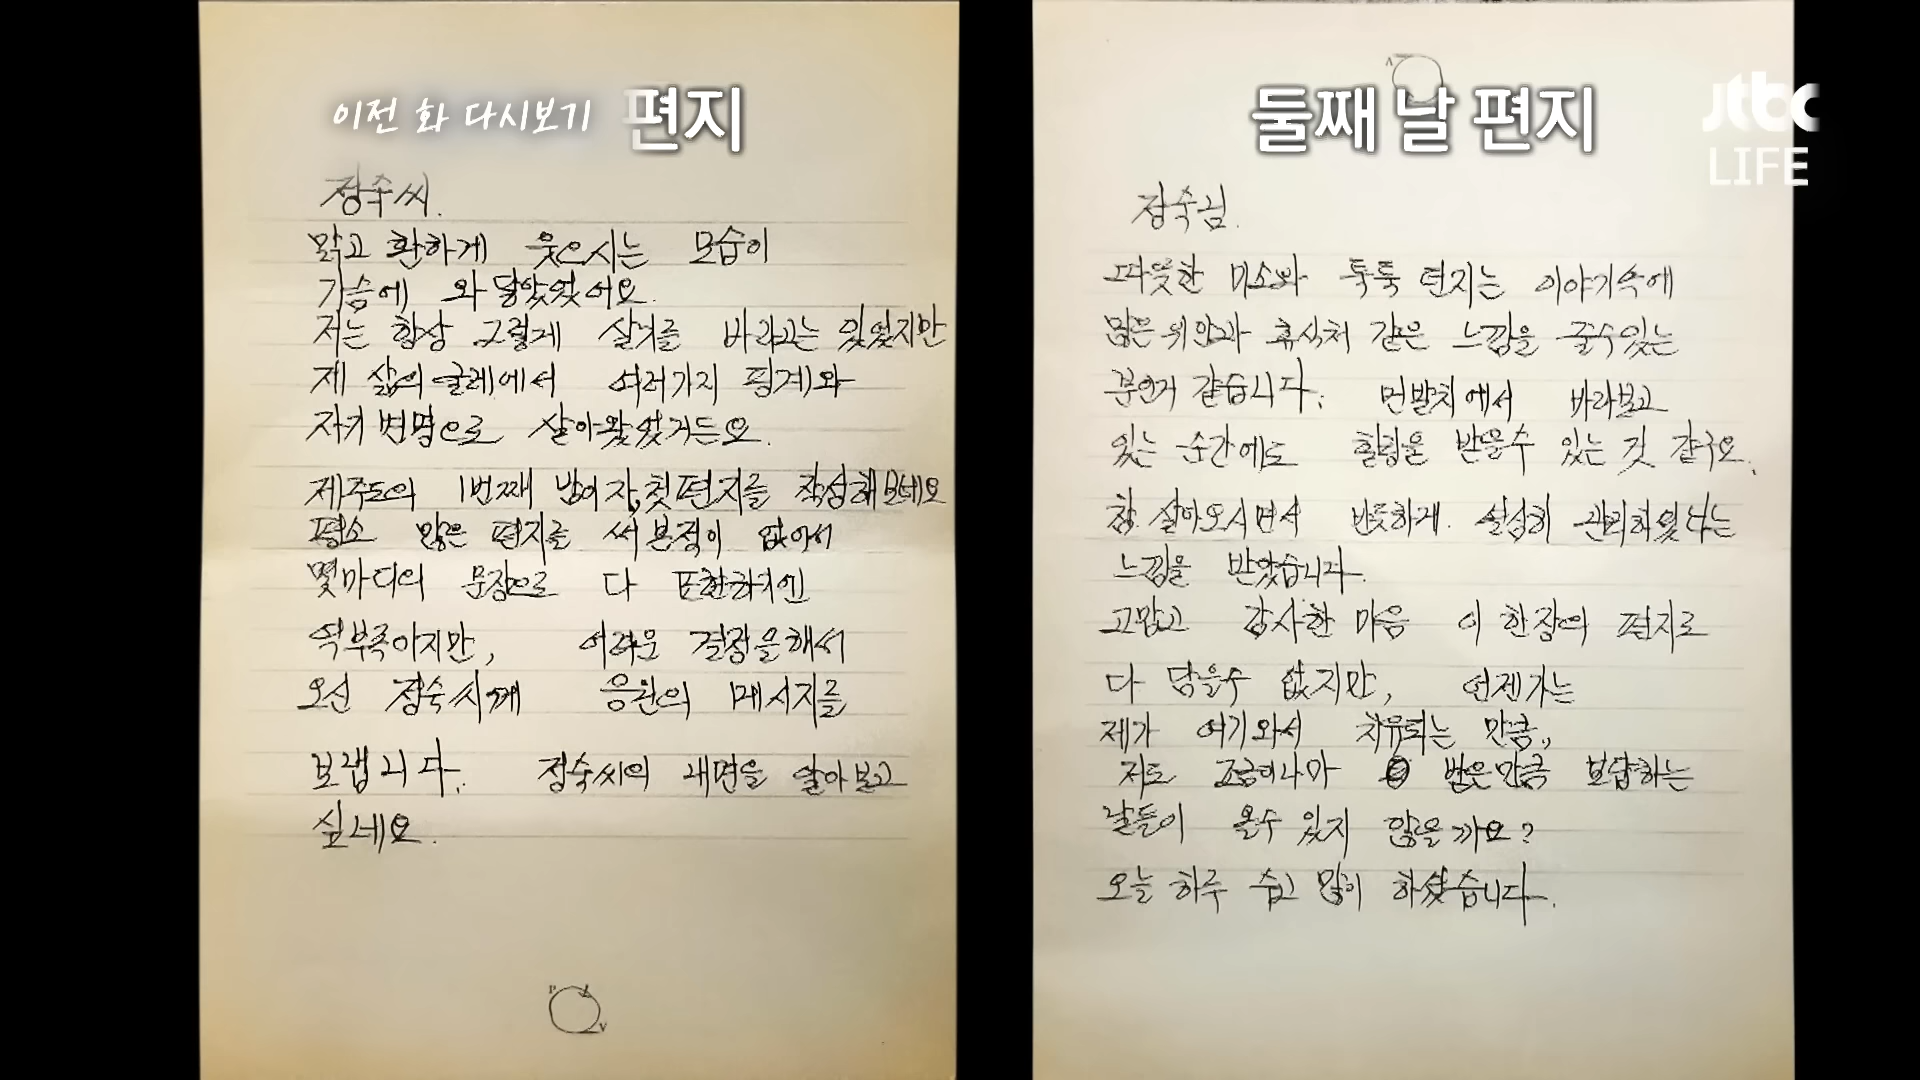 이전 화 다시보기 편지
정숙씨.
맑고 환하게 웃으시는 모습이
가슴에 와 닿았었어요.
저는 항상 그렇게 살기를 바라고는 있었지만
제 삶의 굴레에서 여러가지 핑계와
자기 변명으로 살아왔었거든요.
제주도의 1번째 밤이자, 첫 편지를 작성해보네요
평소 많은 편지를 써 본적이 없어서
몇마디의 문장으로 다 표현하기엔
역부족이지만, 어려운 결정을해서
오신 정숙씨께 응원의 메시지를
보냅니다. 정숙씨의 내면을 알아보고
싶네요.
P
V
둘째 날 편지
A
jtbc
LIFE
정숙님.
따뜻한 미소와 툭툭 던지는 이야기속에
많은 위안과 휴식처 같은 느낌을 줄수있는
분인거 같습니다. 먼발치에서 바라보고
있는 순간에도 힐링을 받을수 있는 것 같구요.
참 살아오시면서 반듯하게. 성실히 관리하셨다는
느낌을 받았습니다.
고맙고 감사한 마음 이 한장의 편지로
다 담을수 없지만, 언젠가는
제가 여기와서 치유되는 만큼,
저도 조금이나마 받은만큼 보답하는
날들이 올수 있지 않을까요?
오늘 하루 수고 많이 하셨습니다.